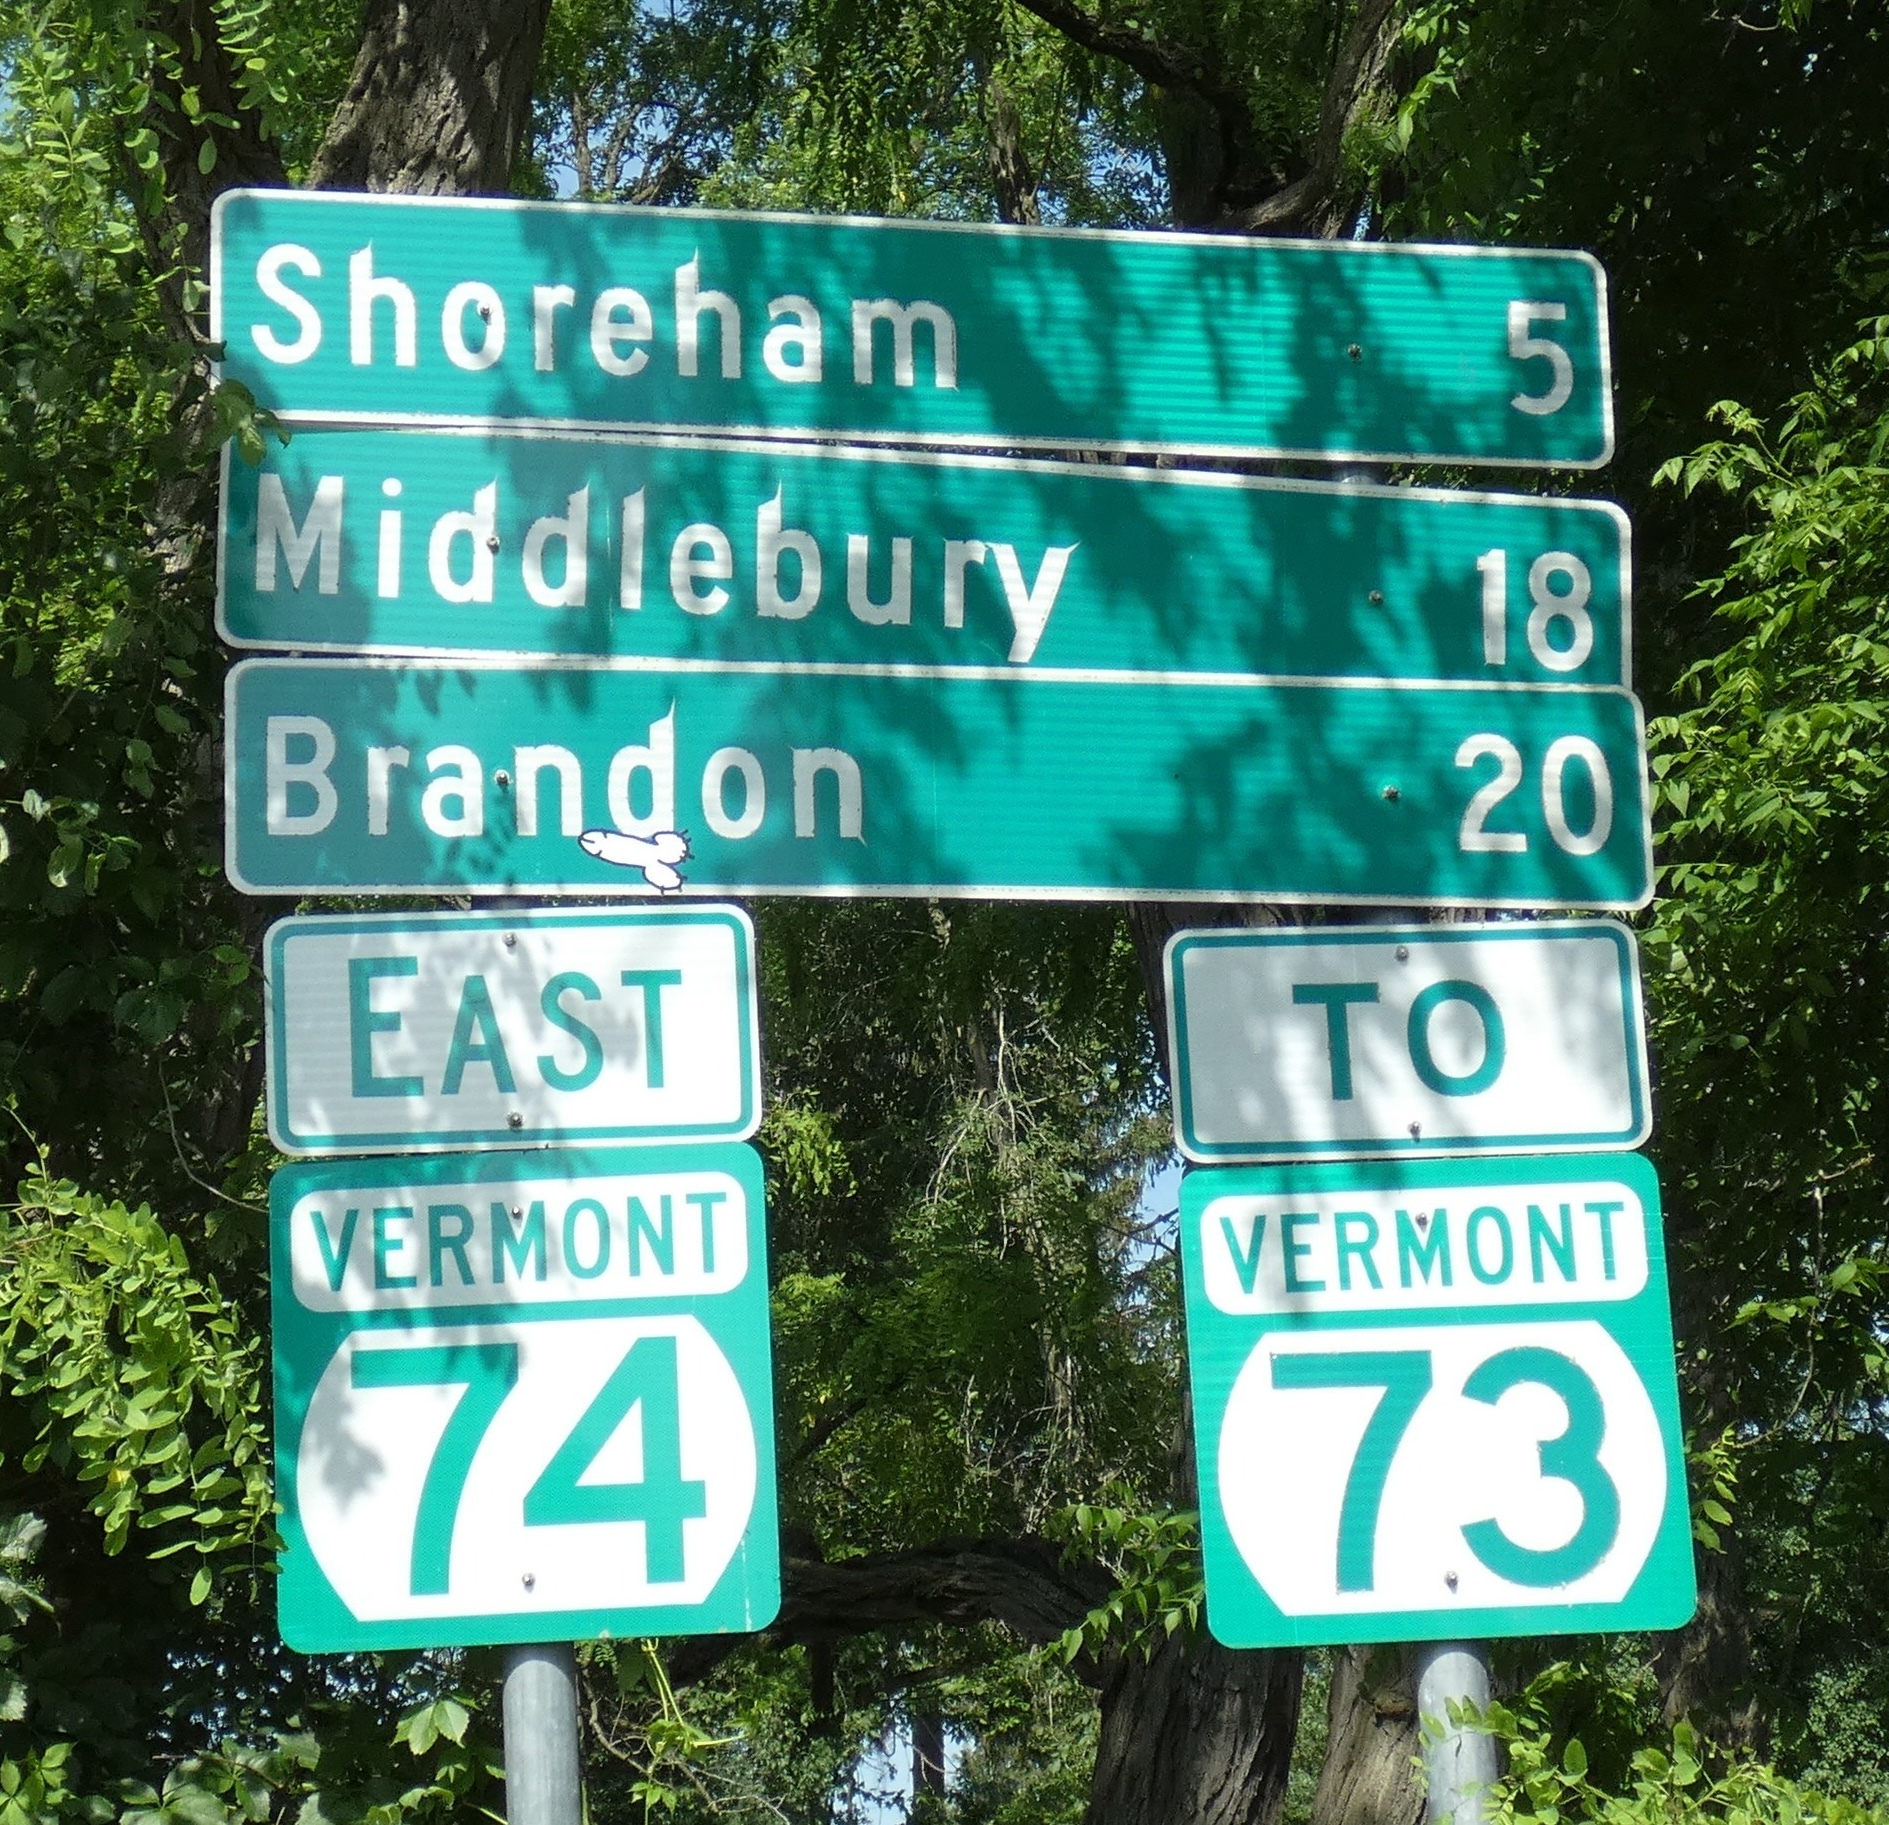 Shoreham 5
Middlebury 18
Brandon 20
EAST
TO
VERMONT
74
VERMONT
73